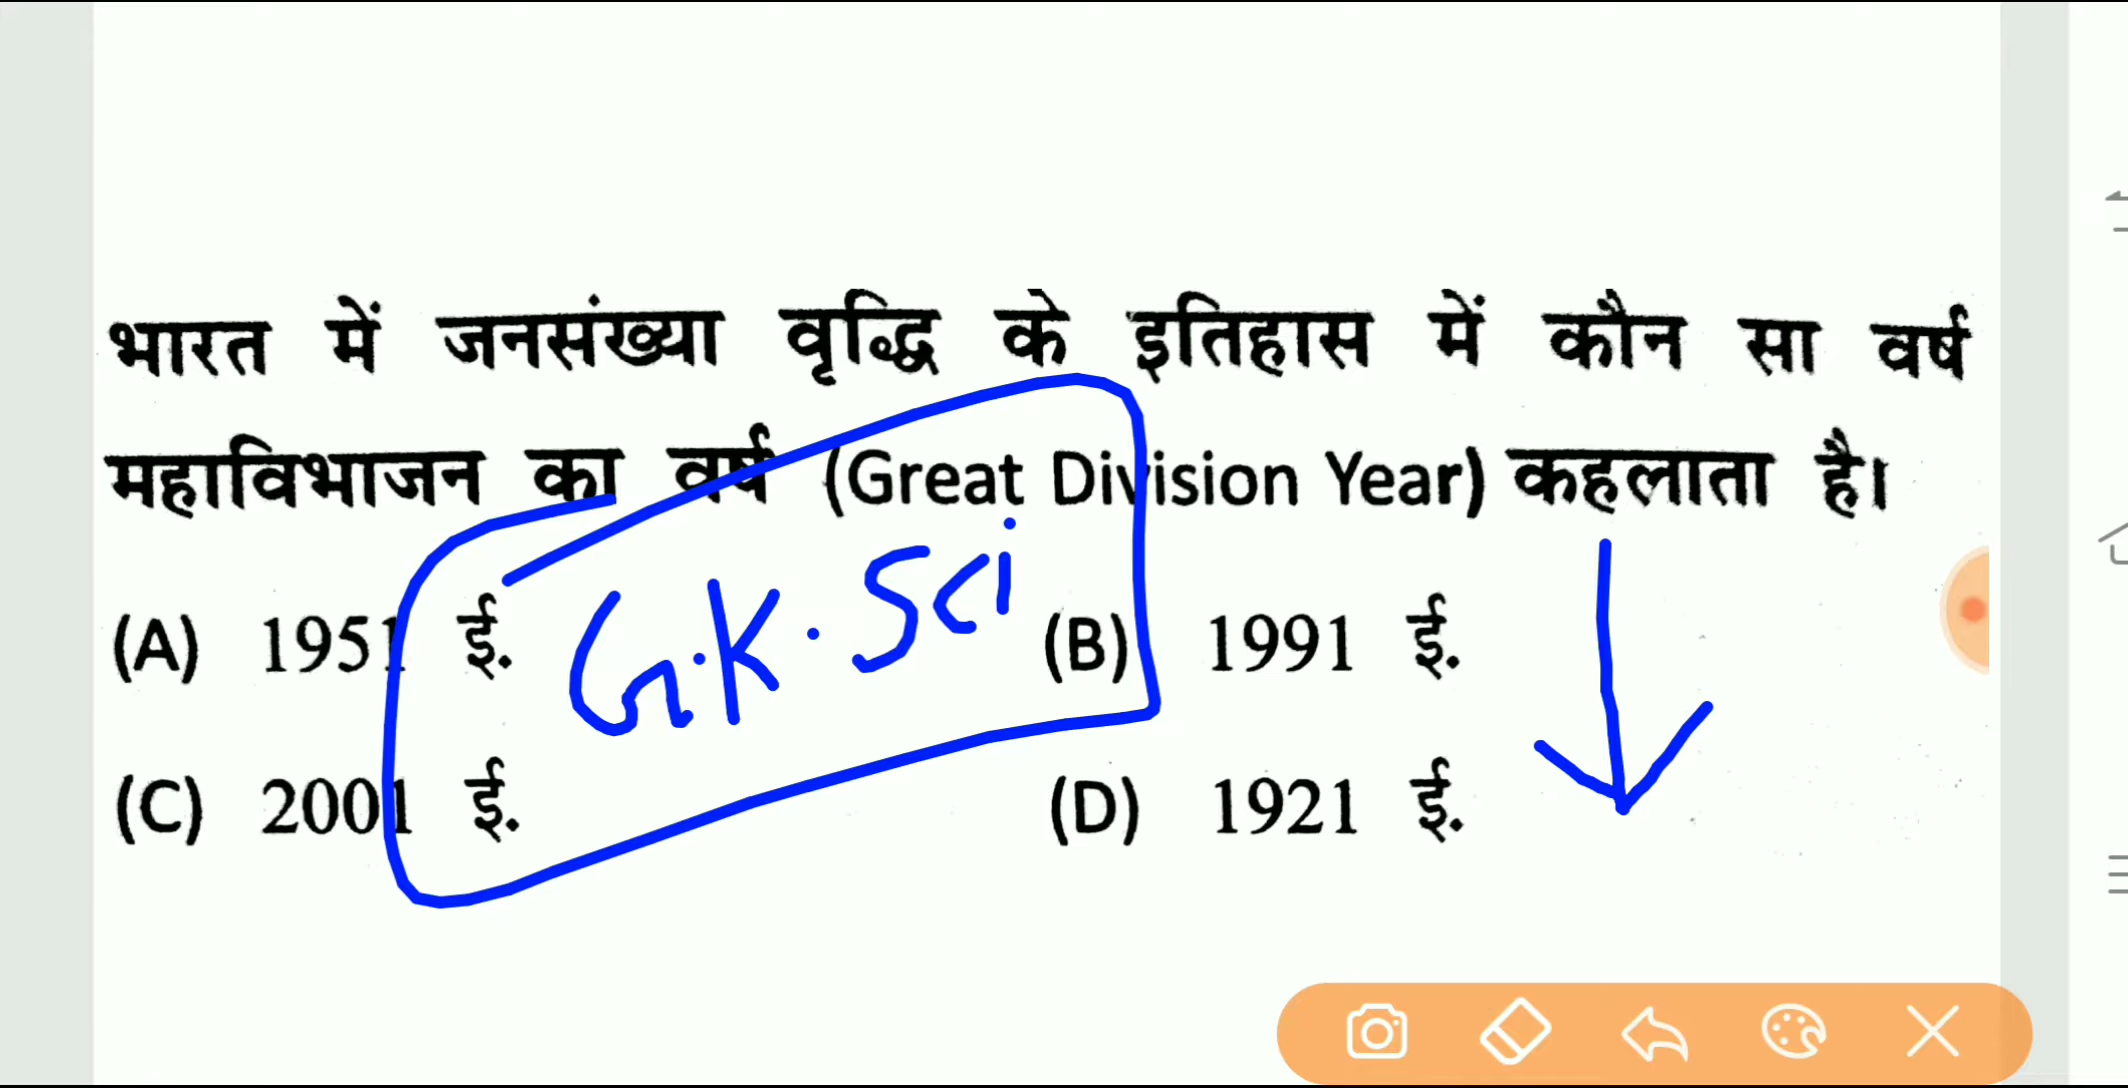 भारत में जनसंख्या वृद्धि के इतिहास में कौन सा वर्ष
महाविभाजन का वर्ष (Great Division Year) कहलाता है।
(A) 1951 ई. (B) 1991 ई.
G.K.Sci
(C) 2001 ई. (D) 1921 ई.